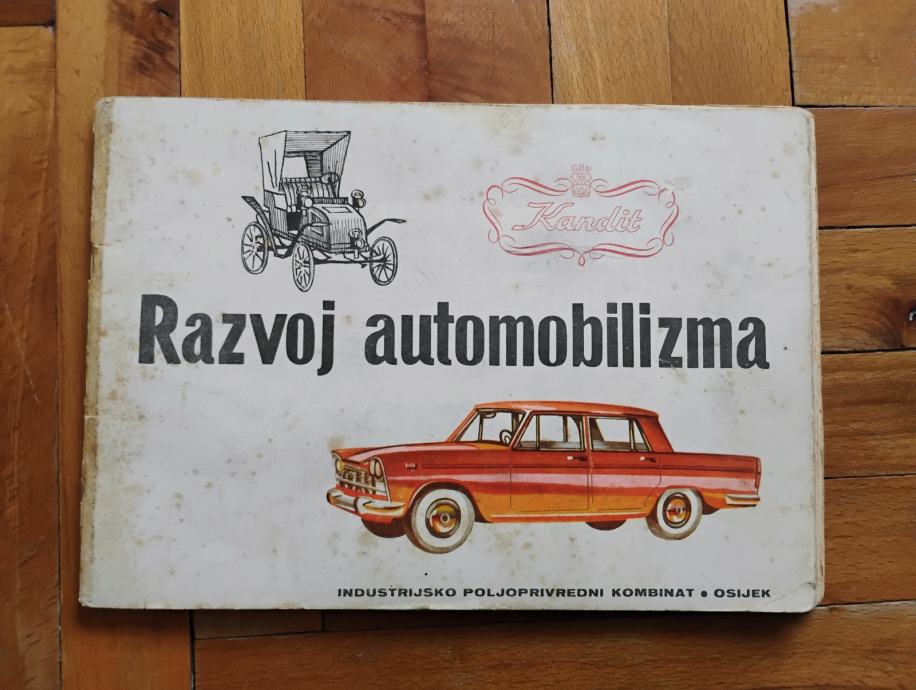 Kandit
Razvoj automobilizma
INDUSTRIJSKO POLJOPRIVREDNI KOMBINAT • OSIJEK